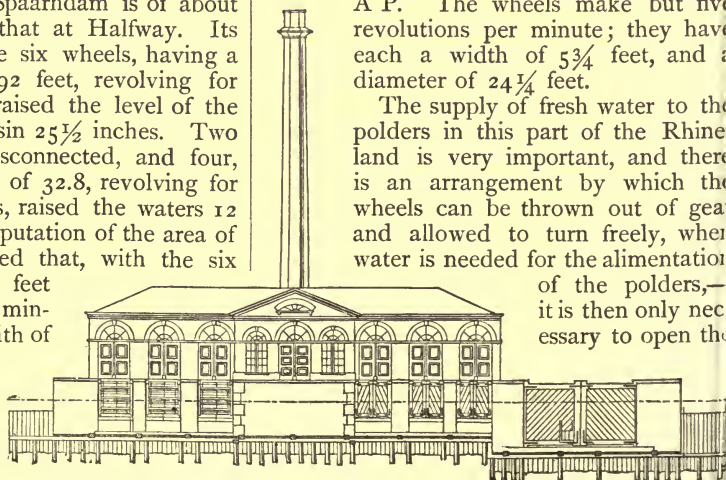 Spaarndam is of about
that at Halfway. Its
e six wheels, having a
92 feet, revolving for
raised the level of the
sin 25½ inches. Two
sconnected, and four,
of 32.8, revolving for
s, raised the waters 12
putation of the area of
ed that, with the six
feet
min-
ith of
A P. The wheels make but five
revolutions per minute; they have
each a width of 5¾ feet, and a
diameter of 24¼ feet.
The supply of fresh water to the
polders in this part of the Rhine
land is very important, and there
is an arrangement by which the
wheels can be thrown out of gear
and allowed to turn freely, when
water is needed for the alimentation
of the polders,—
it is then only nec
essary to open the